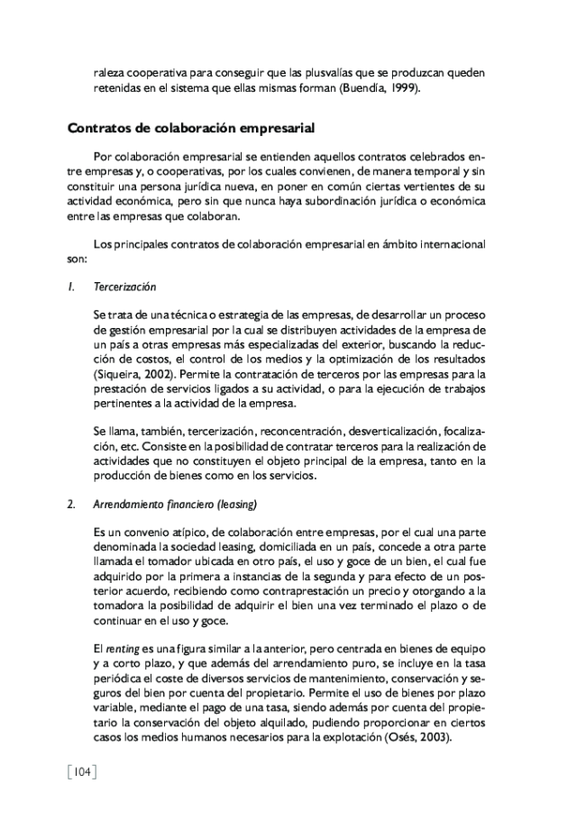 raleza cooperativa para conseguir que las plusvalías que se produzcan queden
retenidas en el sistema que ellas mismas forman (Buendía, 1999).
Contratos de colaboración empresarial
Por colaboración empresarial se entienden aquellos contratos celebrados en-
tre empresas y, o cooperativas, por los cuales convienen, de manera temporal y sin
constituir una persona jurídica nueva, en poner en común ciertas vertientes de su
actividad económica, pero sin que nunca haya subordinación jurídica o económica
entre las empresas que colaboran.
Los principales contratos de colaboración empresarial en ámbito internacional
son:
1. Tercerización
Se trata de una técnica o estrategia de las empresas, de desarrollar un proceso
de gestión empresarial por la cual se distribuyen actividades de la empresa de
un país a otras empresas más especializadas del exterior, buscando la reduc-
ción de costos, el control de los medios y la optimización de los resultados
(Siqueira, 2002). Permite la contratación de terceros por las empresas para la
prestación de servicios ligados a su actividad, o para la ejecución de trabajos
pertinentes a la actividad de la empresa.
Se llama, también, tercerización, reconcentración, desverticalización, focaliza-
ción, etc. Consiste en la posibilidad de contratar terceros para la realización de
actividades que no constituyen el objeto principal de la empresa, tanto en la
producción de bienes como en los servicios.
2. Arrendamiento financiero (leasing)
Es un convenio atípico, de colaboración entre empresas, por el cual una parte
denominada la sociedad leasing, domiciliada en un país, concede a otra parte
llamada el tomador ubicada en otro país, el uso y goce de un bien, el cual fue
adquirido por la primera a instancias de la segunda y para efecto de un pos-
terior acuerdo, recibiendo como contraprestación un precio y otorgando a la
tomadora la posibilidad de adquirir el bien una vez terminado el plazo o de
continuar en el uso y goce.
El renting es una figura similar a la anterior, pero centrada en bienes de equipo
y a corto plazo, y que además del arrendamiento puro, se incluye en la tasa
periódica el coste de diversos servicios de mantenimiento, conservación y se-
guros del bien por cuenta del propietario. Permite el uso de bienes por plazo
variable, mediante el pago de una tasa, siendo además por cuenta del propie-
tario la conservación del objeto alquilado, pudiendo proporcionar en ciertos
casos los medios humanos necesarios para la explotación (Osés, 2003).
[104]